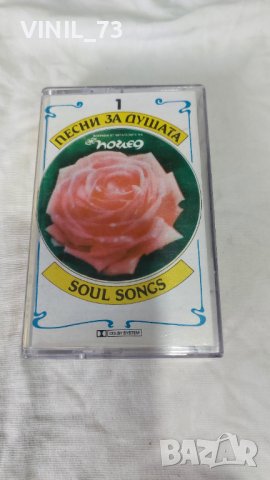 VINIL_73
1
ПЕСНИ ЗА ДУШАТА
SOUL SONGS
DOLBY SYSTEM
BAZAR